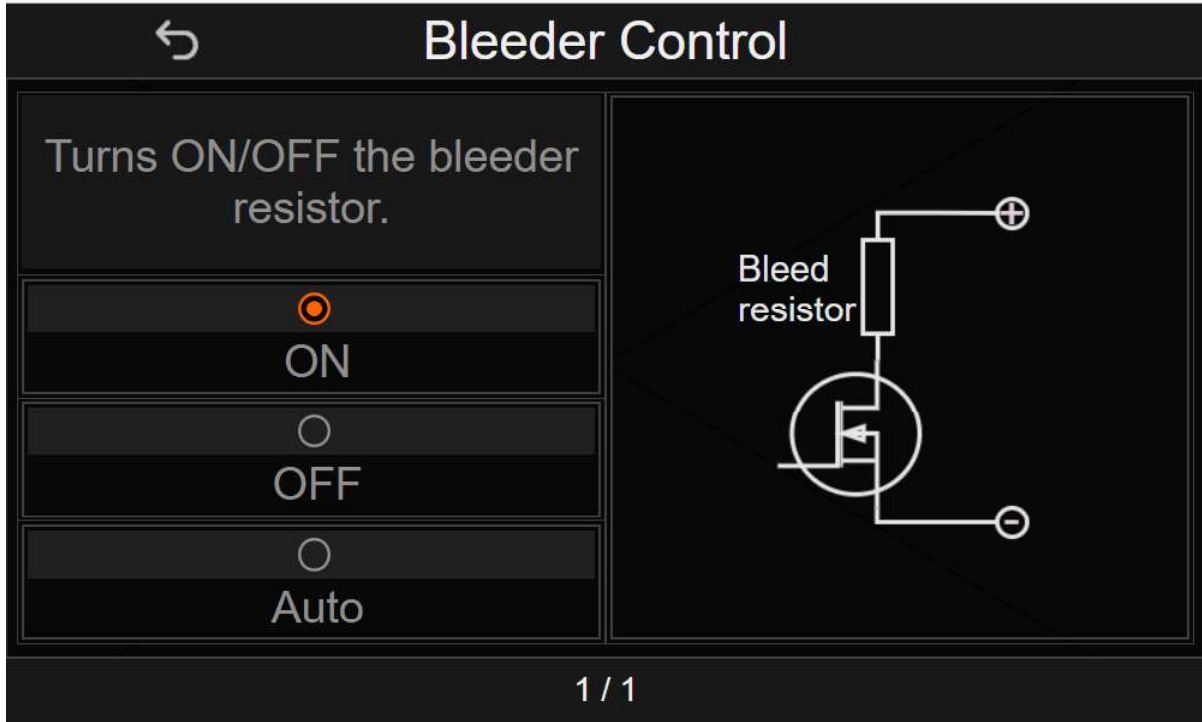 Bleeder Control
Turns ON/OFF the bleeder
resistor.
ON
OFF
Auto
Bleed
resistor
1 / 1